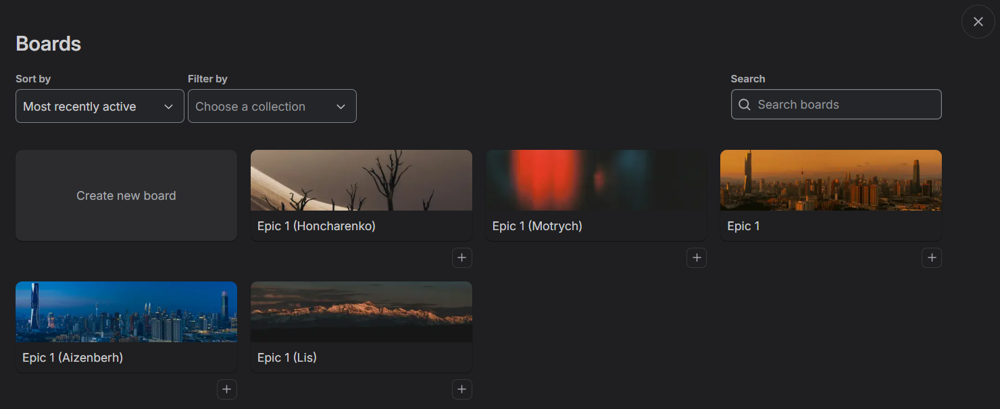 Boards
Sort by
Filter by
Search
Most recently active
Choose a collection
Search boards
Create new board
Epic 1 (Honcharenko)
Epic 1 (Motrych)
Epic 1
Epic 1 (Aizenberh)
Epic 1 (Lis)